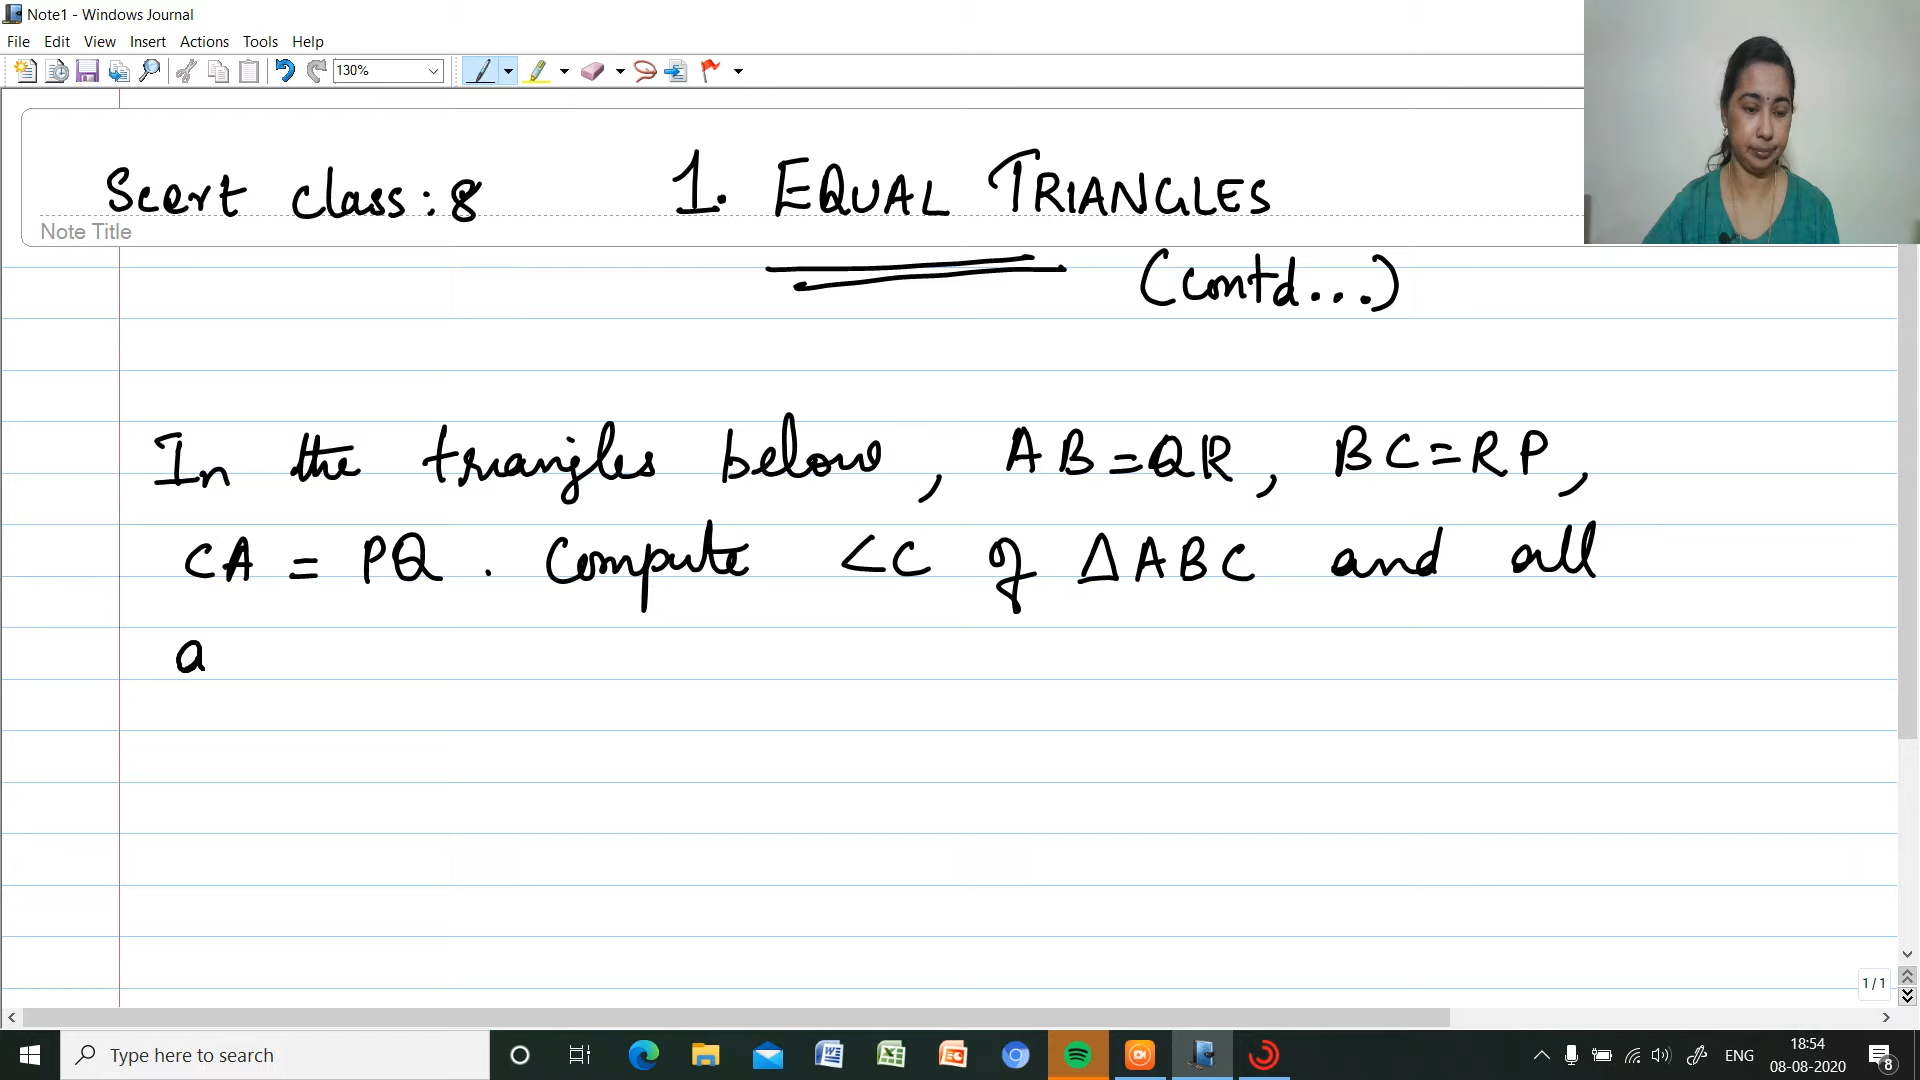 Note1 - Windows Journal
File Edit View Insert Actions Tools Help
130%
Scert class: 8 1. EQUAL TRIANGLES
Note Title
(contd...)
In the triangles below, AB=QR, BC=RP,
CA = PQ. Compute <C of ΔABC and all
a
1 / 1
Type here to search
ENG
18:54
08-08-2020
8